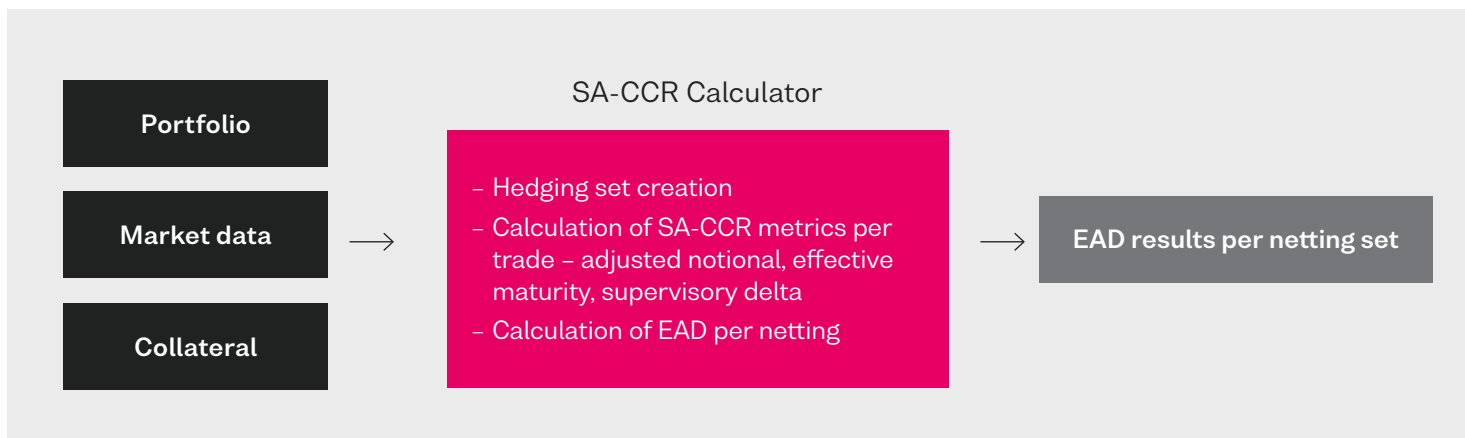 Portfolio
Market data
Collateral
SA-CCR Calculator
– Hedging set creation
– Calculation of SA-CCR metrics per
trade – adjusted notional, effective
maturity, supervisory delta
– Calculation of EAD per netting
EAD results per netting set